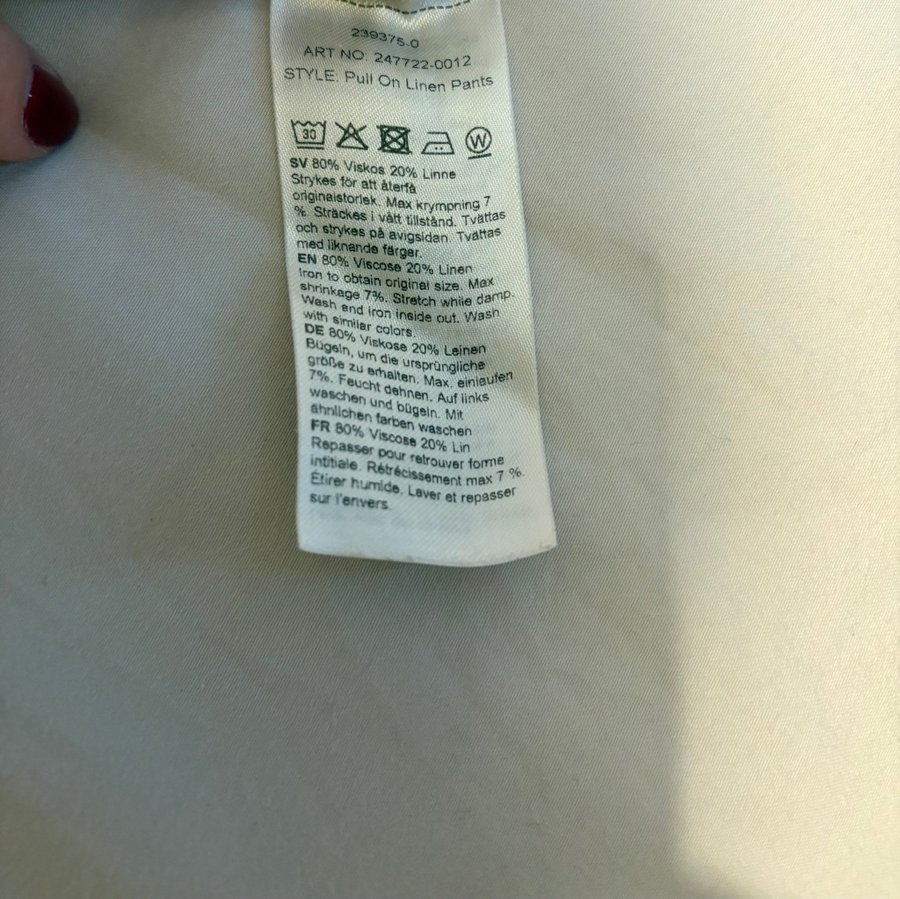 239375-0
ART NO: 247722-0012
STYLE: Pull On Linen Pants
30
W
SV 80% Viskos 20% Linne
Strykes för att återfå
originalstorlek. Max krympning 7
%. Sträckes i vått tillstånd. Tvättas
och strykes på avigsidan. Tvättas
med liknande färger.
EN 80% Viscose 20% Linen
Iron to obtain original size. Max
shrinkage 7%. Stretch while damp.
Wash and iron inside out. Wash
with similar colors.
DE 80% Viskose 20% Leinen
Bügeln, um die ursprüngliche
größe zu erhalten. Max. einlaufen
7%. Feucht dehnen. Auf links
waschen und bügeln. Mit
ähnlichen farben waschen
FR 80% Viscose 20% Lin
Repasser pour retrouver forme
intitiale. Rétrécissement max 7 %.
Étirer humide. Laver et repasser
sur l'envers.